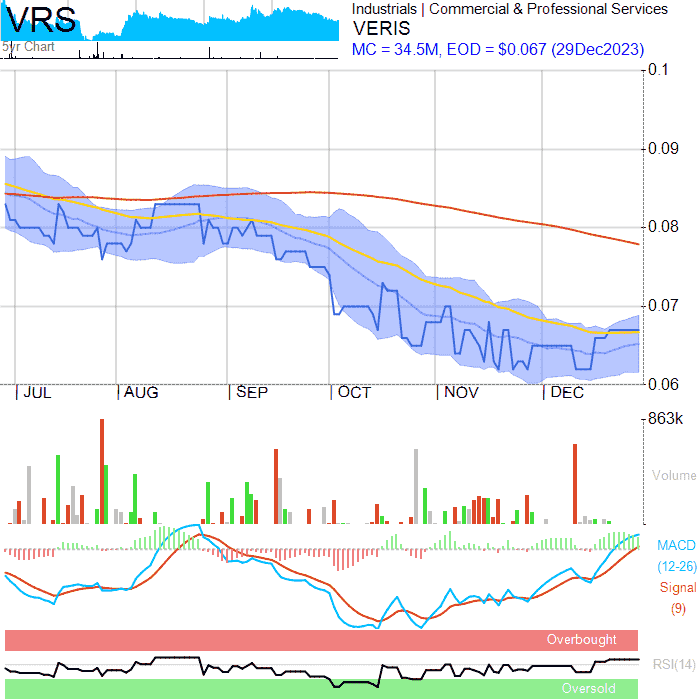 VRS
5yr Chart
Industrials | Commercial & Professional Services
VERIS
MC = 34.5M, EOD = $0.067 (29Dec2023)
0.1
0.09
0.08
0.07
0.06
JUL
AUG
SEP
OCT
NOV
DEC
863k
Volume
MACD
(12-26)
Signal
(9)
Overbought
RSI(14)
Oversold